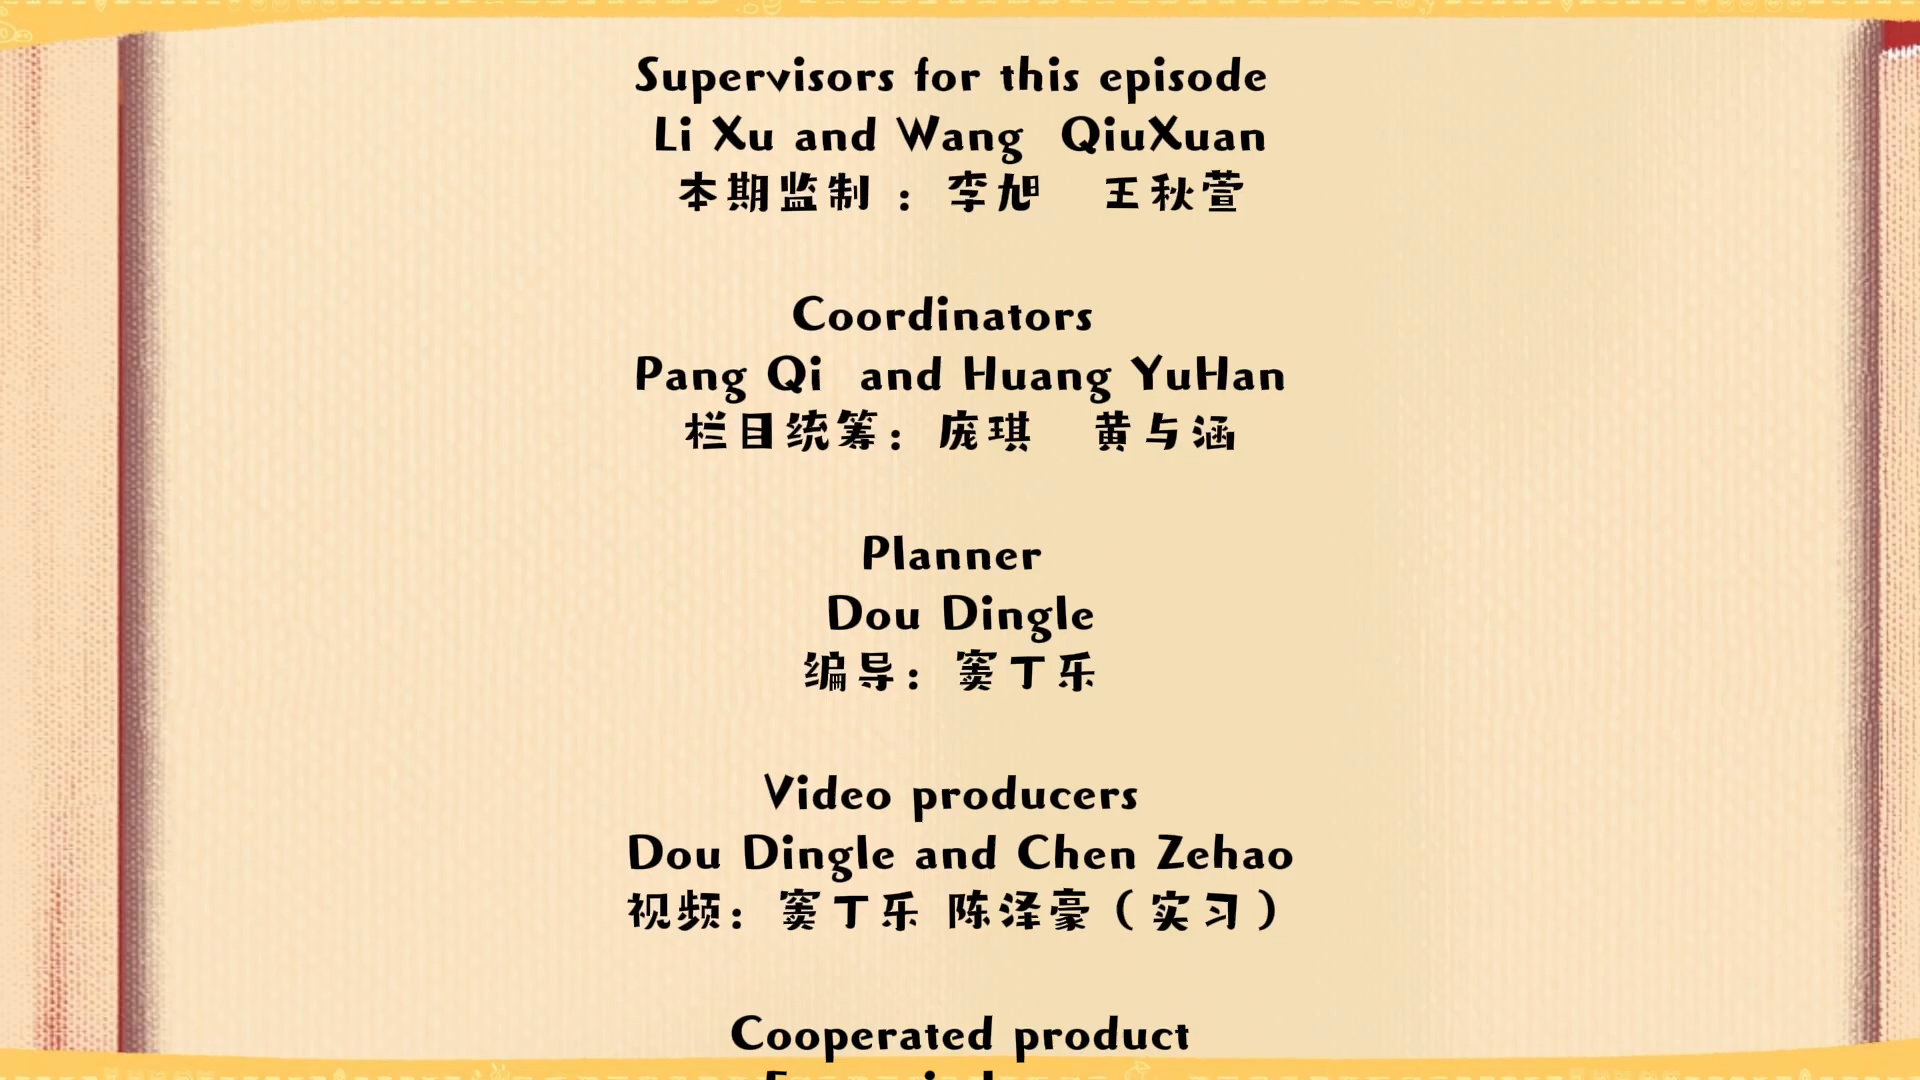 Supervisors for this episode
Li Xu and Wang QiuXuan
本期监制：李旭 王秋萱
Coordinators
Pang Qi and Huang YuHan
栏目统筹：庞琪 黄与涵
Planner
Dou Dingle
编导：窦丁乐
Video producers
Dou Dingle and Chen Zehao
视频：窦丁乐 陈泽豪（实习）
Cooperated product